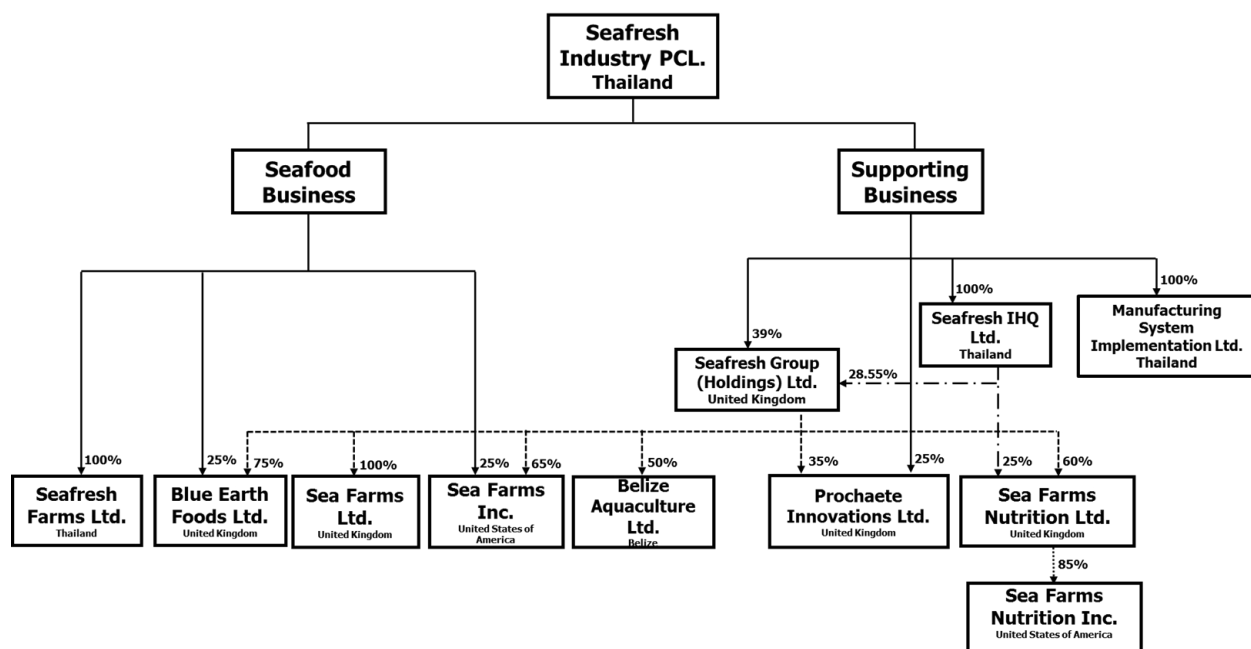 Seafresh
Industry PCL.
Thailand
Seafood
Business
Supporting
Business
100%
100%
39%
Seafresh IHQ
Ltd.
Thailand
Manufacturing
System
Implementation Ltd.
Thailand
Seafresh Group
(Holdings) Ltd.
United Kingdom
28.55%
100%
25%
75%
100%
25%
65%
50%
35%
25%
25%
60%
Seafresh
Farms Ltd.
Thailand
Blue Earth
Foods Ltd.
United Kingdom
Sea Farms
Ltd.
United Kingdom
Sea Farms
Inc.
United States of
America
Belize
Aquaculture
Ltd.
Belize
Prochaete
Innovations Ltd.
United Kingdom
Sea Farms
Nutrition Ltd.
United Kingdom
85%
Sea Farms
Nutrition Inc.
United States of America